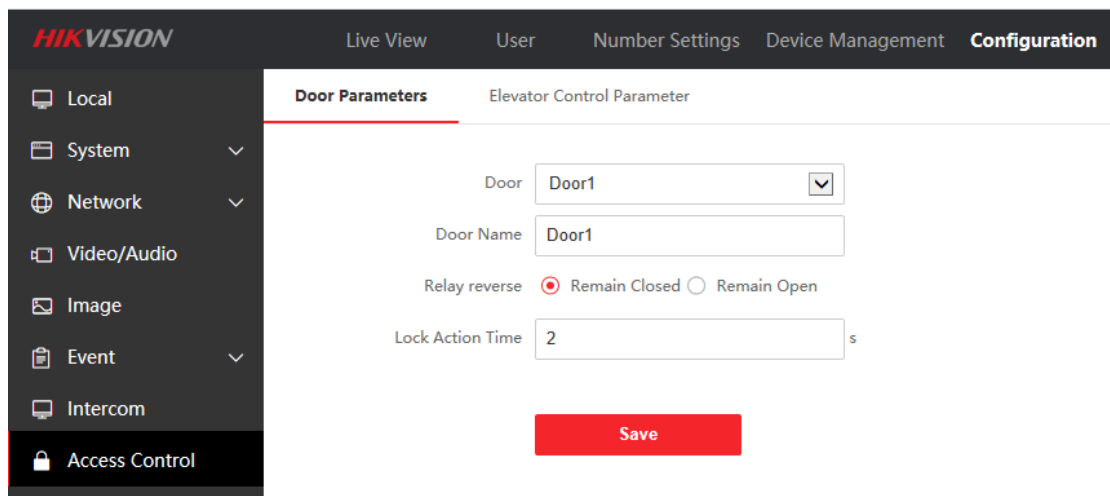 HIKVISION
Live View User Number Settings Device Management Configuration
Local
System
Network
Video/Audio
Image
Event
Intercom
Access Control
Door Parameters Elevator Control Parameter
Door Door1
Door Name Door1
Relay reverse Remain Closed Remain Open
Lock Action Time 2 s
Save